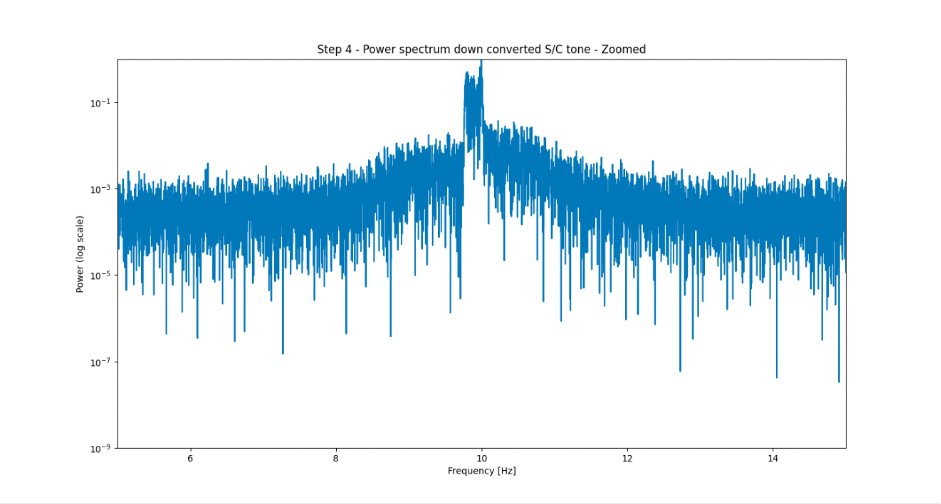 Step 4 - Power spectrum down converted S/C tone - Zoomed
10⁻¹
10⁻³
10⁻⁵
10⁻⁷
10⁻⁹
Power (log scale)
6 8 10 12 14
Frequency [Hz]